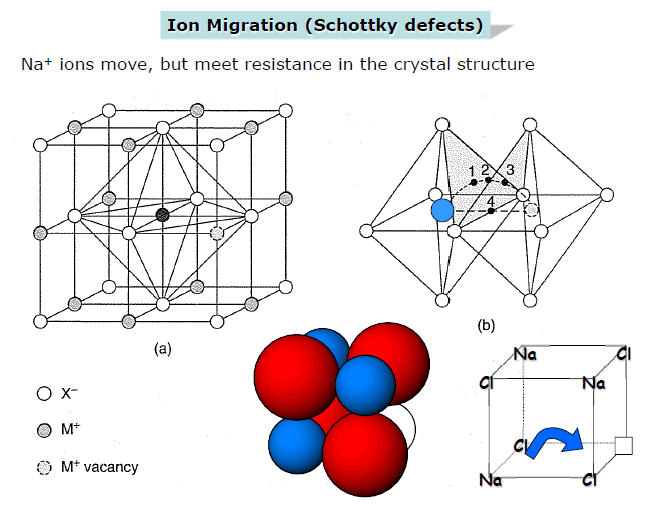 Ion Migration (Schottky defects)
Na⁺ ions move, but meet resistance in the crystal structure
1 2 3
4
(a)
(b)
X⁻
M⁺
M⁺ vacancy
Na Cl
Cl Na
Cl
Na Cl